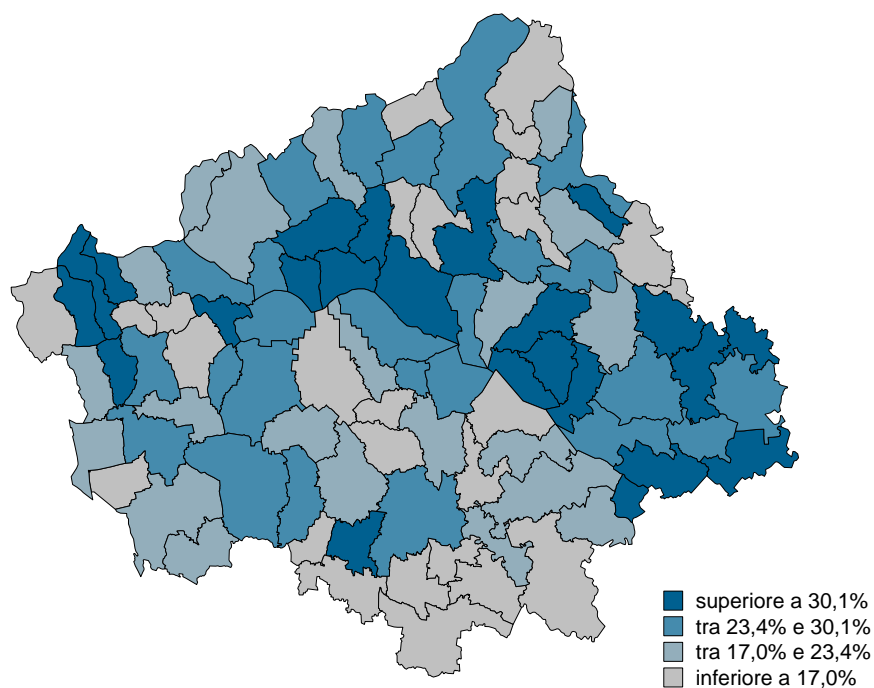 superiore a 30,1%
tra 23,4% e 30,1%
tra 17,0% e 23,4%
inferiore a 17,0%